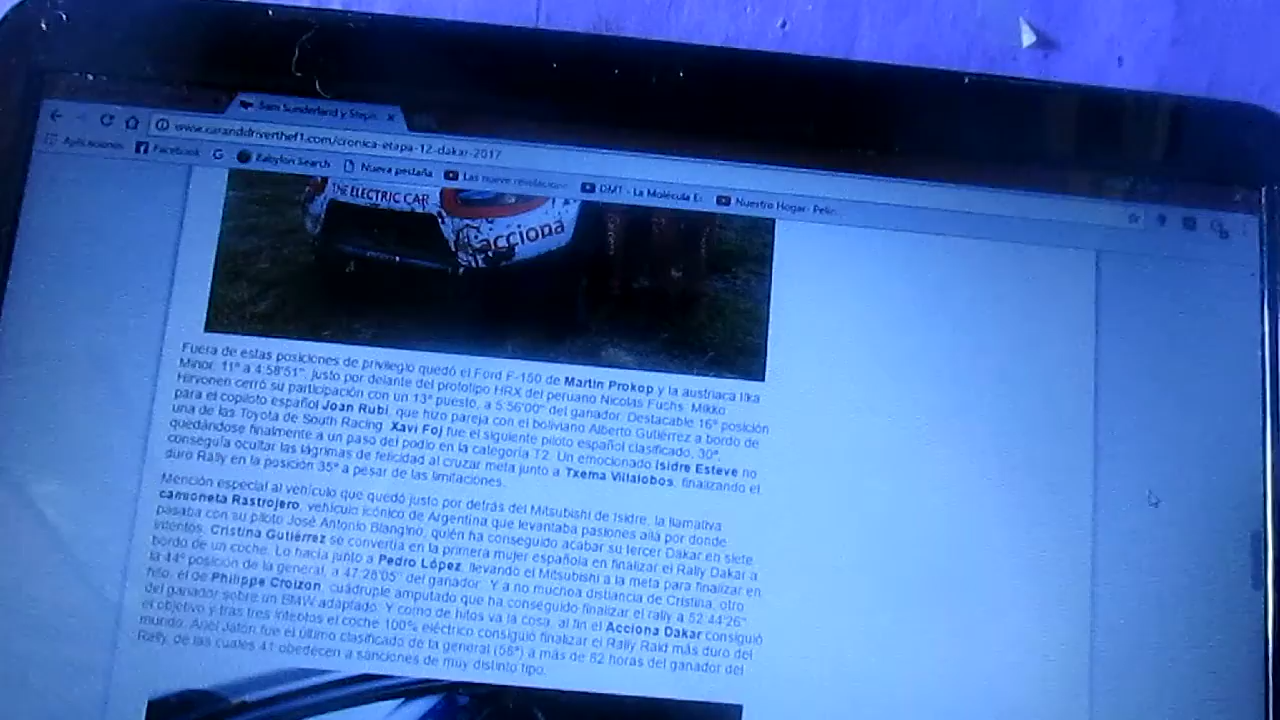 Sam Sunderland y Steph
www.caranddriverthef1.com/cronica-etapa-12-dakar-2017
Aplicaciones Facebook Babylon Search Nueva pestaña Las nueve revelacione DMT - La Molécula E Nuestro Hogar- Pelic
THE ELECTRIC CAR
acciona
Fuera de estas posiciones de privilegio quedó el Ford F-150 de Martin Prokop y la austriaca Ilka
Minor, 11ª a 4:58'51", justo por delante del prototipo HRX del peruano Nicolas Fuchs. Mikko
Hirvonen cerró su participación con un 13º puesto, a 5:56'00" del ganador. Destacable 16ª posición
para el copiloto español Joan Rubí, que hizo pareja con el boliviano Alberto Gutiérrez a bordo de
una de las Toyota de South Racing. Xavi Foj fue el siguiente piloto español clasificado, 30º,
quedándose finalmente a un paso del podio en la categoría T2. Un emocionado Isidre Esteve no
conseguía ocultar las lágrimas de felicidad al cruzar meta junto a Txema Villalobos, finalizando el
duro Rally en la posición 35ª a pesar de las limitaciones.
Mención especial al vehículo que quedó justo por detrás del Mitsubishi de Isidre, la llamativa
camioneta Rastrojero, vehículo icónico de Argentina que levantaba pasiones allá por donde
pasaba con su piloto José Antonio Blangino, quién ha conseguido acabar su tercer Dakar en siete
intentos. Cristina Gutiérrez se convertía en la primera mujer española en finalizar el Rally Dakar a
bordo de un coche. Lo hacía junto a Pedro López, llevando el Mitsubishi a la meta para finalizar en
la 44ª posición de la general, a 47:28'05" del ganador. Y a no muchoa distiancia de Cristina, otro
hito, el de Philippe Croizon, cuádruple amputado que ha conseguido finalizar el rally a 52:44'26"
del ganador sobre un BMW adaptado. Y como de hitos va la cosa, al fin el Acciona Dakar consiguió
el objetivo y tras tres intentos el coche 100% eléctrico consiguió finalizar el Rally Raid más duro del
mundo. Ariel Jatón fue el último clasificado de la general (58º) a más de 82 horas del ganador del
Rally, de las cuales 41 obedecen a sanciones de muy distinto tipo.